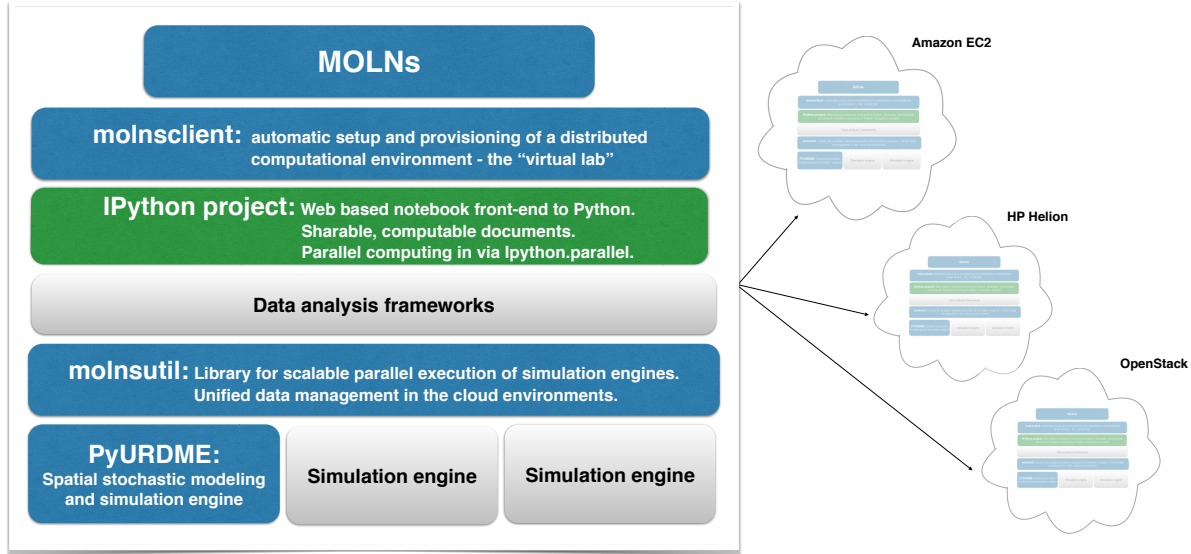 MOLNs
molnsclient: automatic setup and provisioning of a distributed
computational environment - the “virtual lab”
IPython project: Web based notebook front-end to Python.
Sharable, computable documents.
Parallel computing in via Ipython.parallel.
Data analysis frameworks
molnsutil: Library for scalable parallel execution of simulation engines.
Unified data management in the cloud environments.
PyURDME:
Spatial stochastic modeling
and simulation engine
Simulation engine
Simulation engine
Amazon EC2
HP Helion
OpenStack